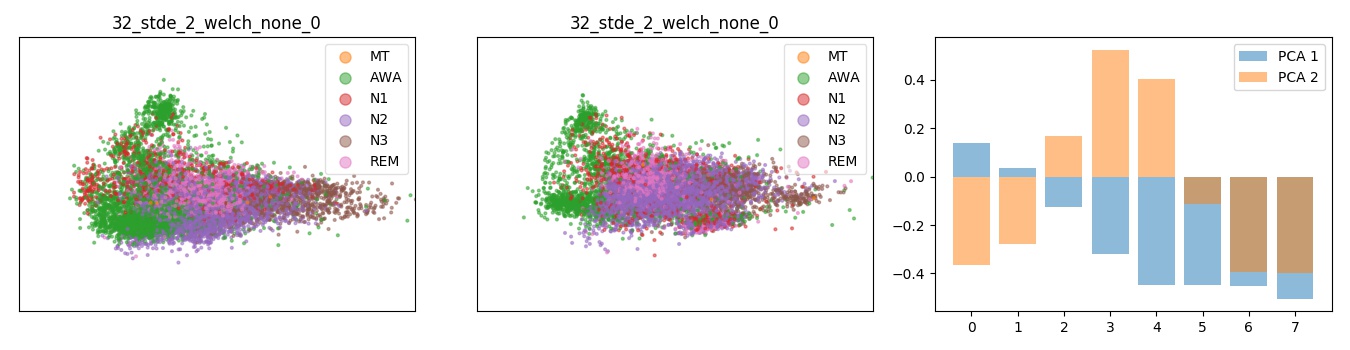 32_stde_2_welch_none_0
MT
AWA
N1
N2
N3
REM
32_stde_2_welch_none_0
MT
AWA
N1
N2
N3
REM
PCA 1
PCA 2
0.4
0.2
0.0
−0.2
−0.4
0 1 2 3 4 5 6 7